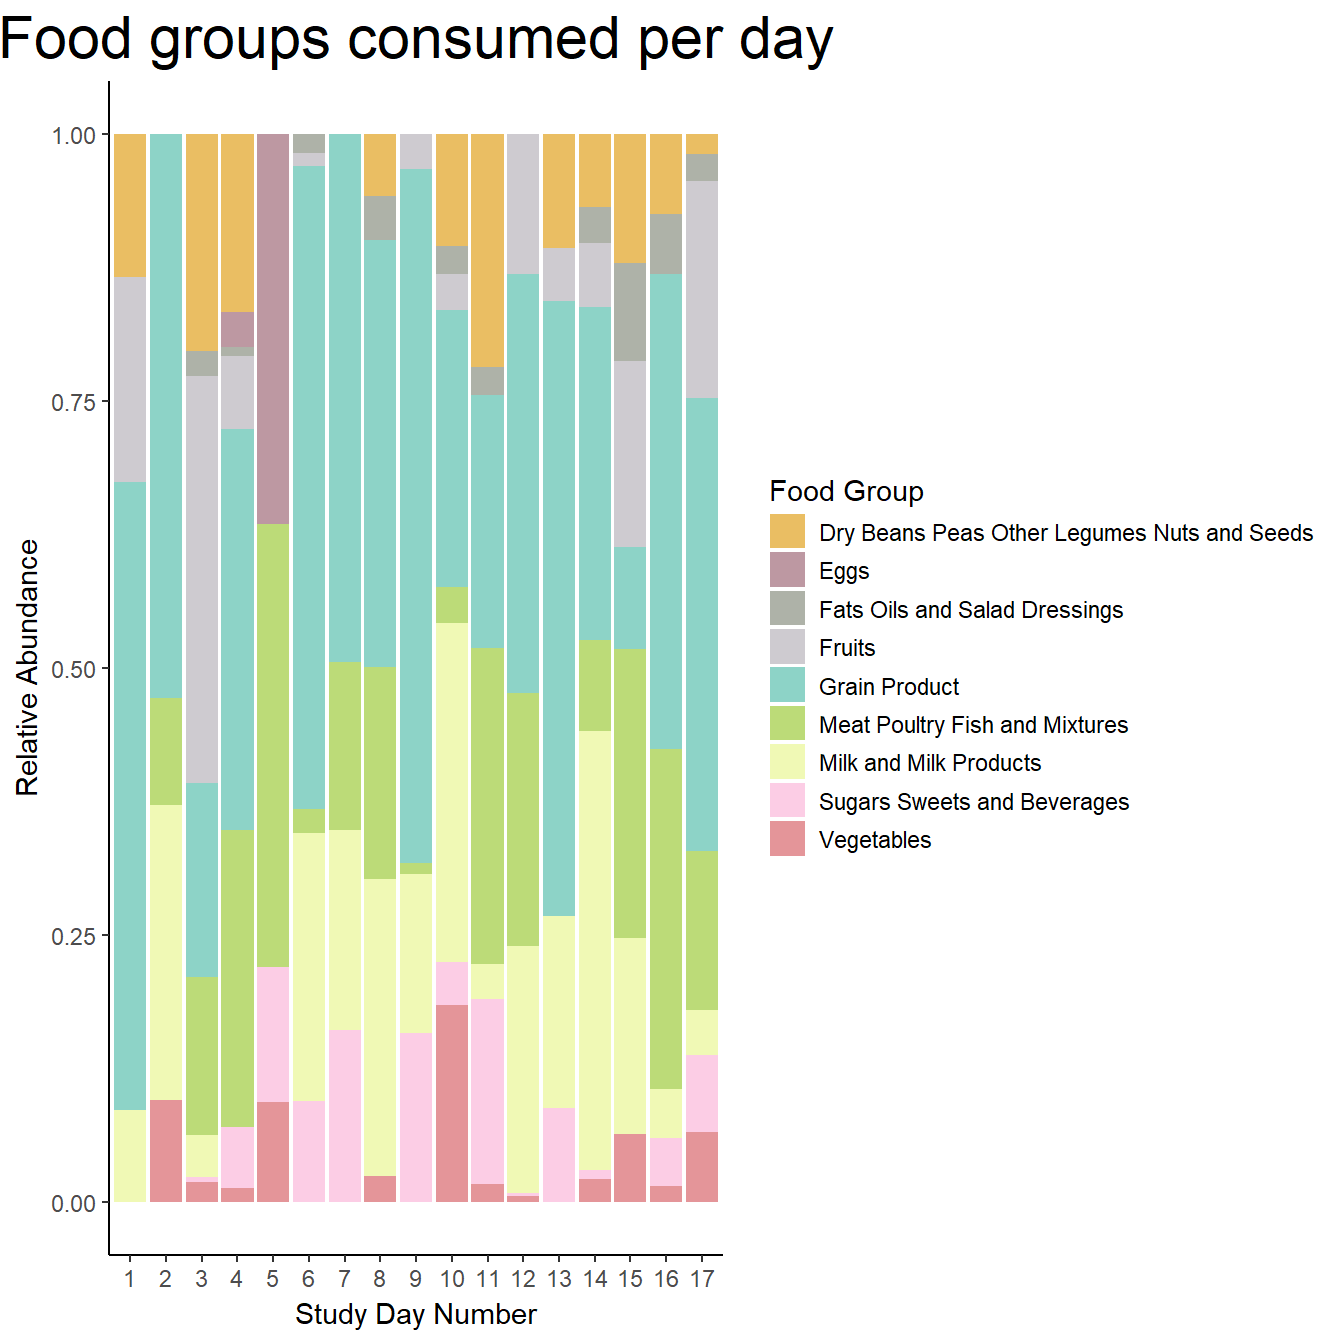 Food groups consumed per day
1.00
0.75
0.50
0.25
0.00
Relative Abundance
1 2 3 4 5 6 7 8 9 10 11 12 13 14 15 16 17
Study Day Number
Food Group
Dry Beans Peas Other Legumes Nuts and Seeds
Eggs
Fats Oils and Salad Dressings
Fruits
Grain Product
Meat Poultry Fish and Mixtures
Milk and Milk Products
Sugars Sweets and Beverages
Vegetables